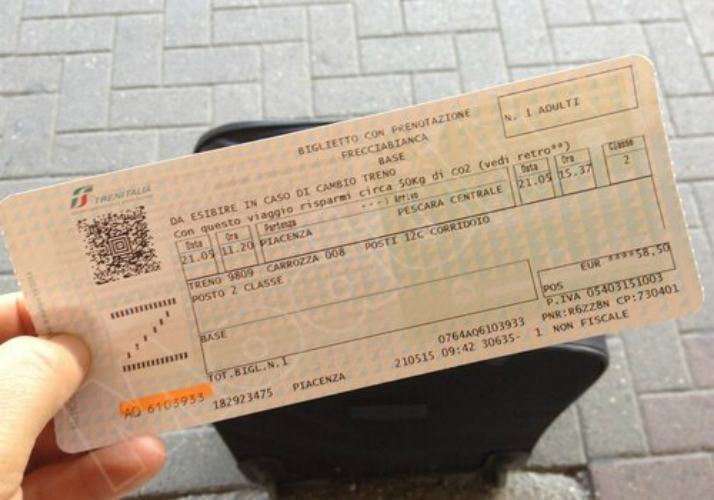 TRENITALIA
BIGLIETTO CON PRENOTAZIONE
FRECCIABIANCA
BASE
N. 1 ADULTI
DA ESIBIRE IN CASO DI CAMBIO TRENO
Con questo viaggio risparmi circa 50Kg di CO2 (vedi retro**)
Data Ora Partenza ---> Arrivo Data Ora Classe
21.05 11.20 PIACENZA PESCARA CENTRALE 21.05 15.37 2
TRENO 9809 CARROZZA 008 POSTI 12C CORRIDOIO
POSTO 2 CLASSE
EUR ****58.50
BASE
POS
P.IVA 05403151003
TOT.BIGL.N.1 0764AQ6103933 PNR:R6ZZ8N CP:730401
AQ 6103933 182923475 PIACENZA 210515 09:42 30635- 1 NON FISCALE